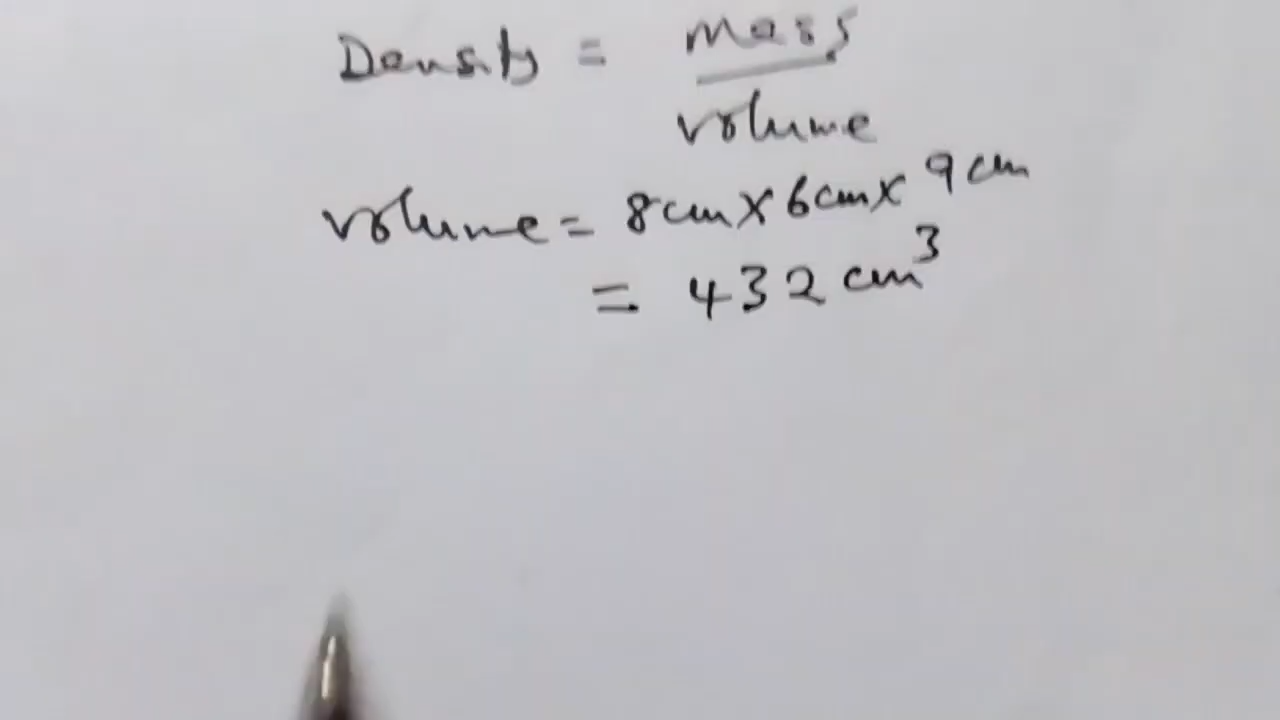 Density = mass
volume
volume = 8cm x 6cm x 9cm
= 432 cm³